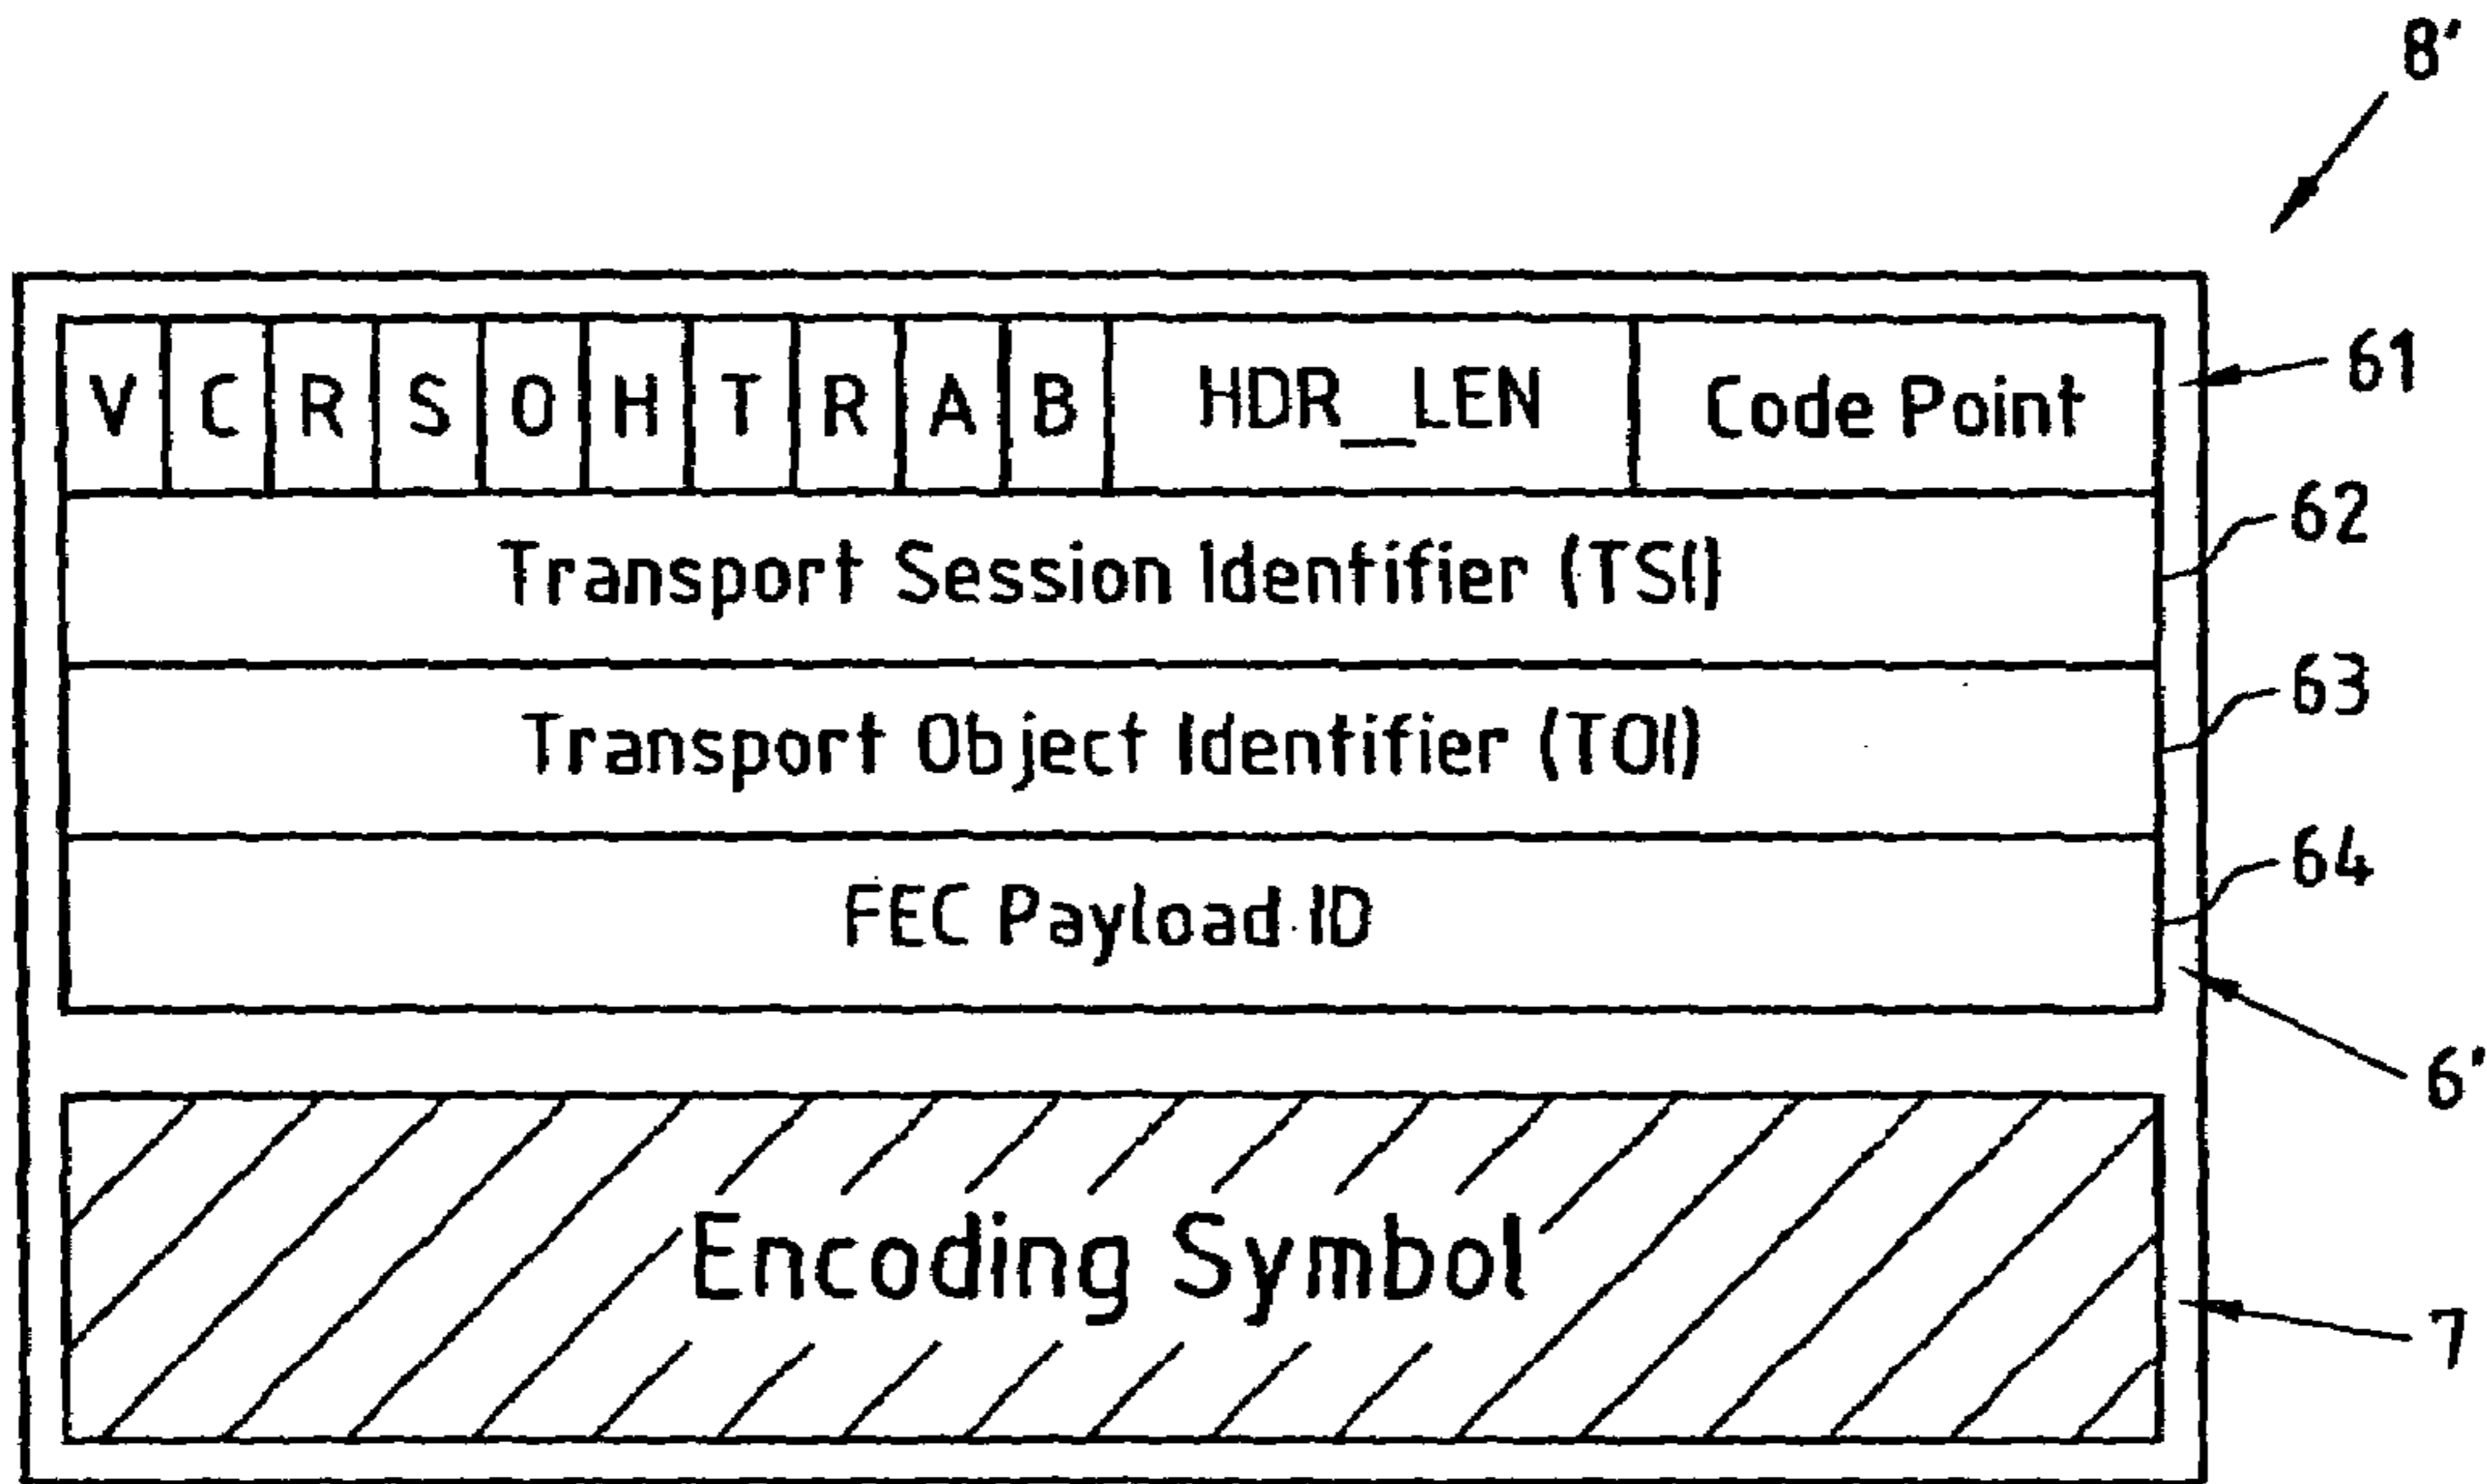 8'
V C R S O H T R A B HDR_LEN Code Point 61
62
Transport Session Identifier (TSI)
63
Transport Object Identifier (TOI)
64
FEC Payload ID
6'
Encoding Symbol
7